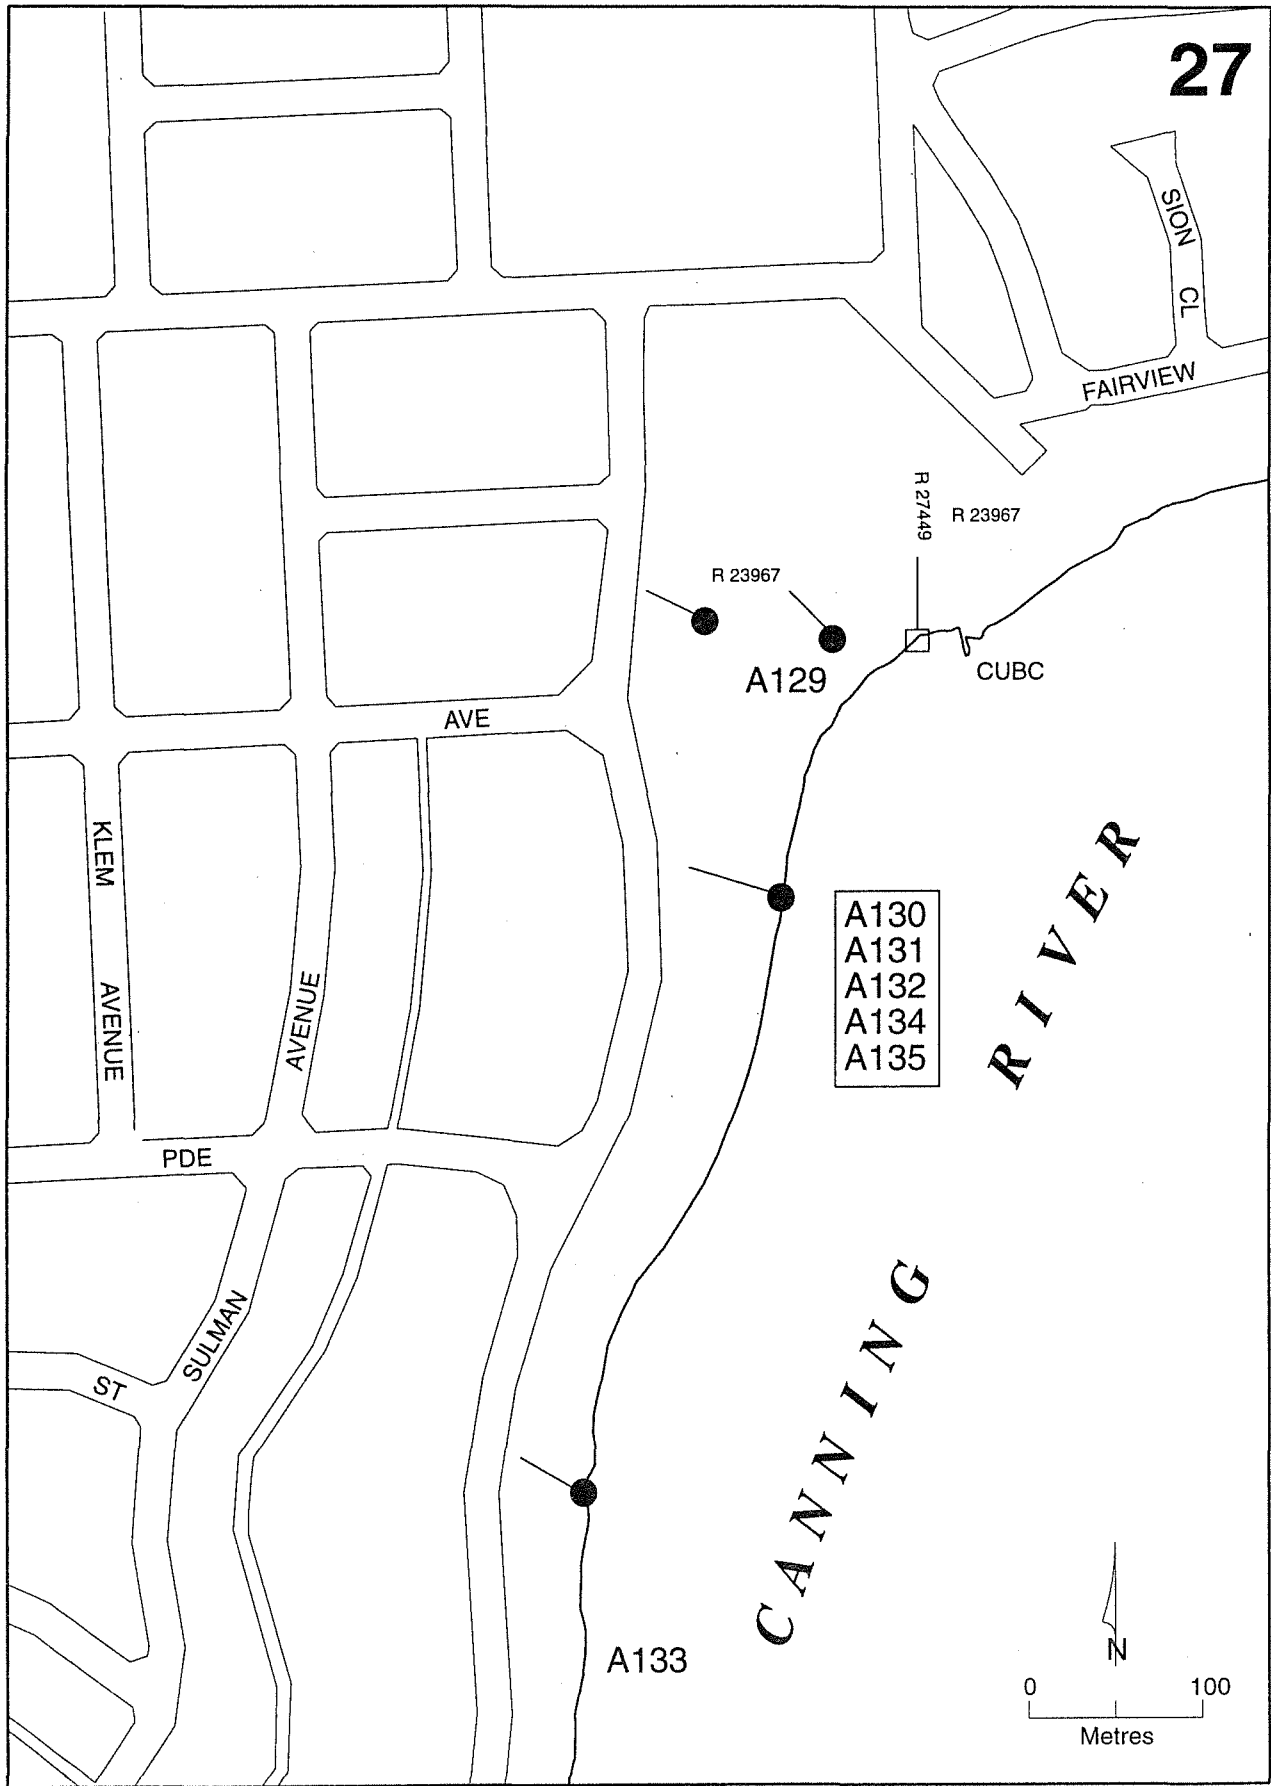 27
SION CL
FAIRVIEW
R 27449
R 23967
R 23967
A129
CUBC
AVE
KLEM AVENUE
AVENUE
A130
A131
A132
A134
A135
RIVER
PDE
SULMAN
ST
CANNING
A133
N
0 100
Metres